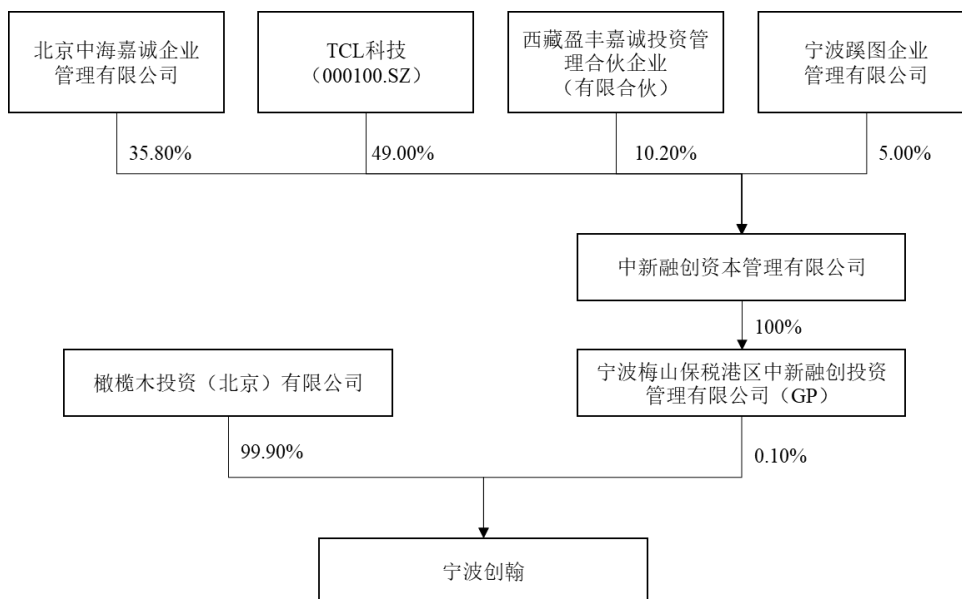 北京中海嘉诚企业
管理有限公司
TCL科技
（000100.SZ）
西藏盈丰嘉诚投资管
理合伙企业
（有限合伙）
宁波蹊图企业
管理有限公司
35.80%
49.00%
10.20%
5.00%
中新融创资本管理有限公司
100%
橄榄木投资（北京）有限公司
宁波梅山保税港区中新融创投资
管理有限公司（GP）
99.90%
0.10%
宁波创翰